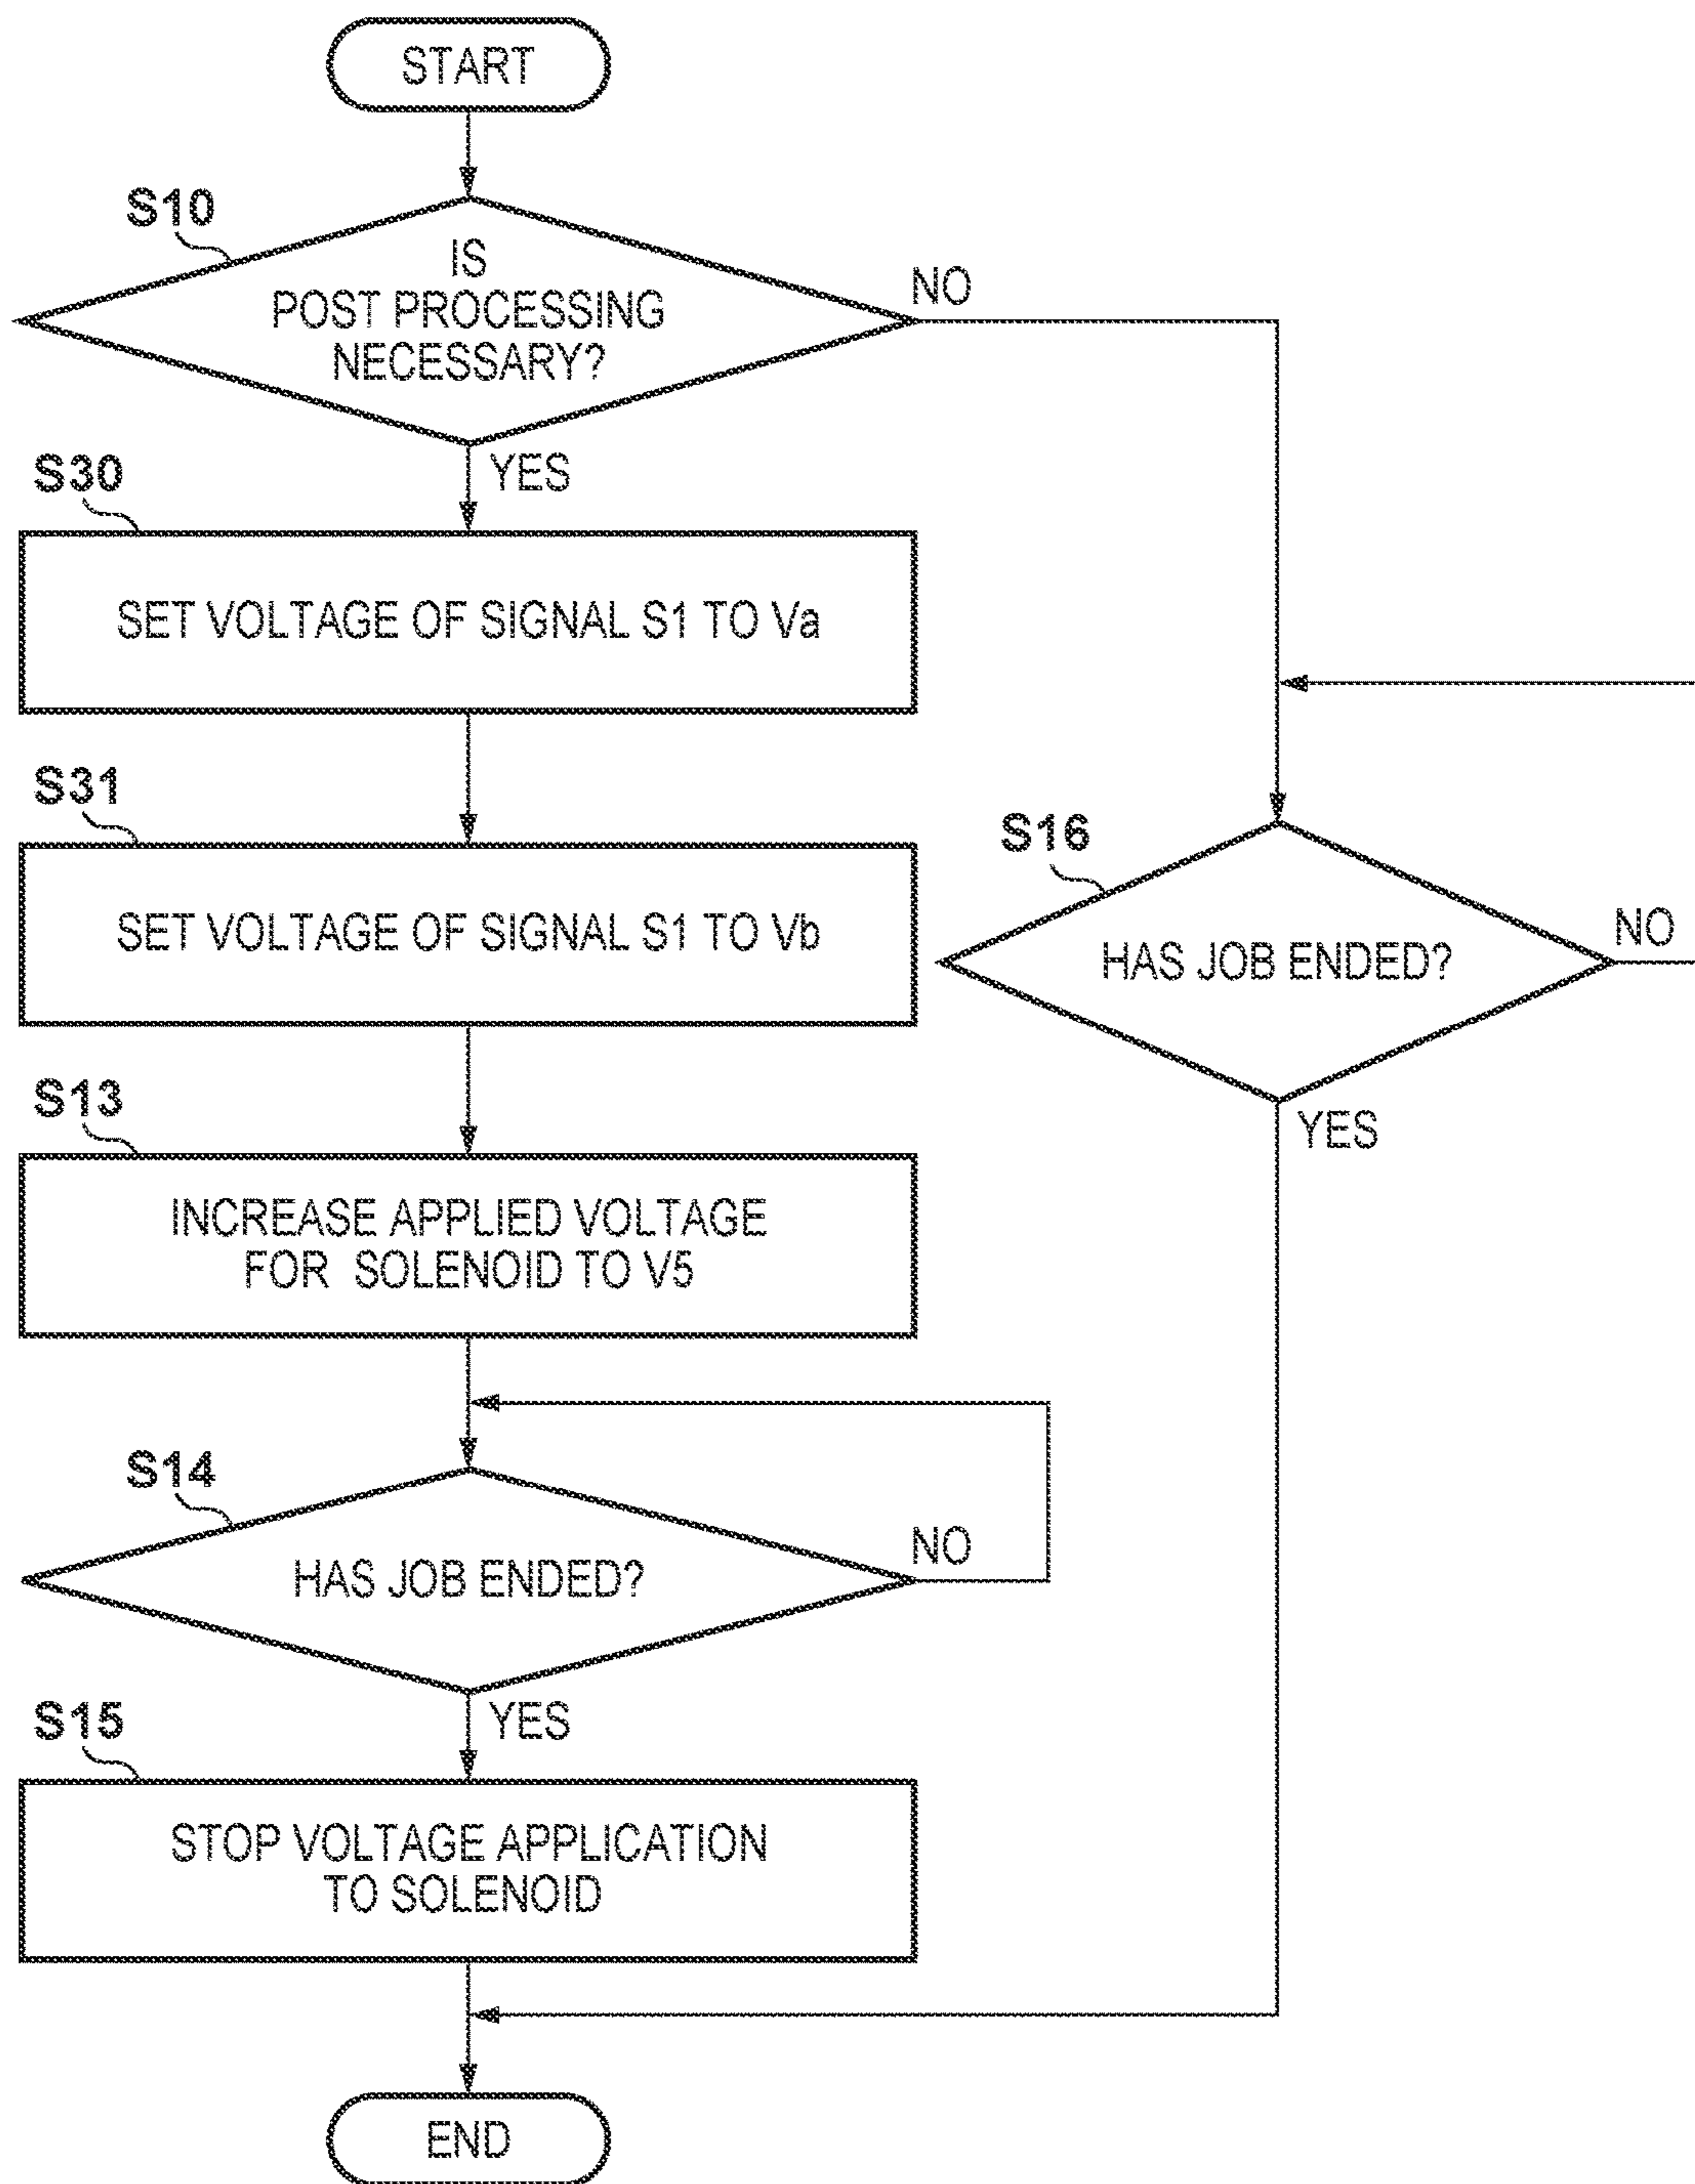 START
S10
IS
POST PROCESSING
NECESSARY?
NO
YES
S30
SET VOLTAGE OF SIGNAL S1 TO Va
S31
SET VOLTAGE OF SIGNAL S1 TO Vb
S16
HAS JOB ENDED?
NO
YES
S13
INCREASE APPLIED VOLTAGE
FOR SOLENOID TO V5
S14
HAS JOB ENDED?
NO
YES
S15
STOP VOLTAGE APPLICATION
TO SOLENOID
END